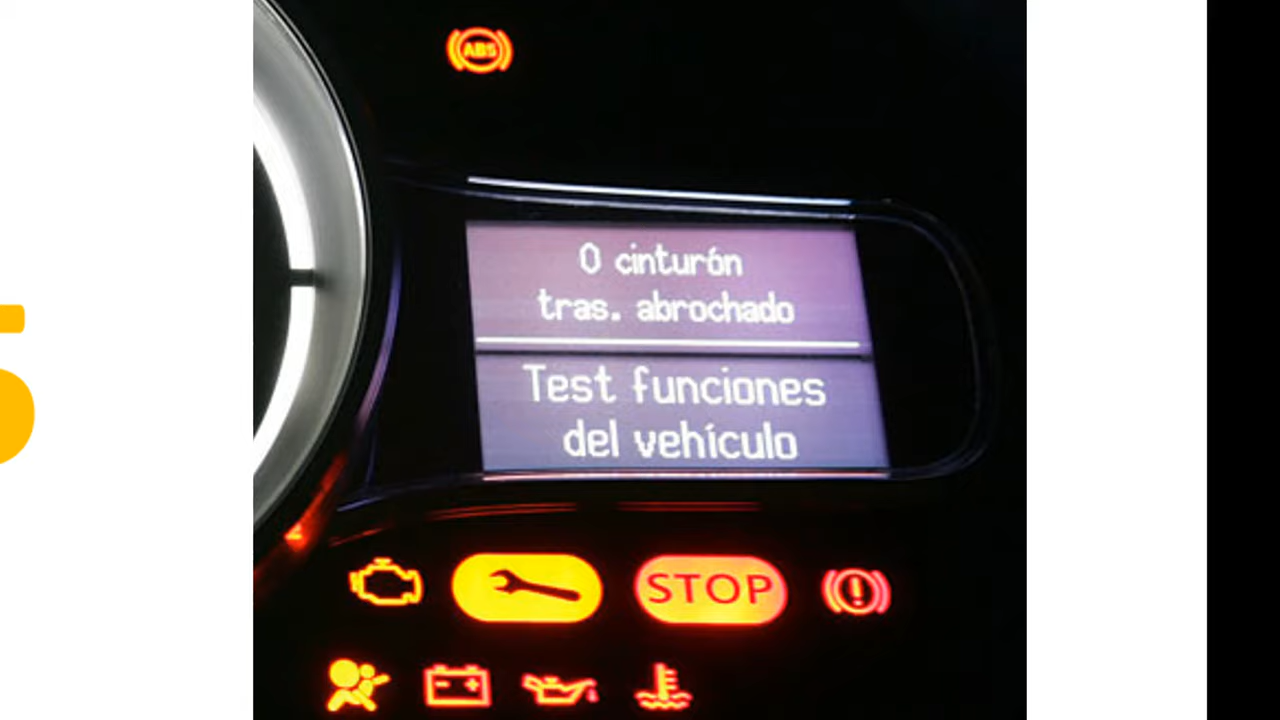 ABS
0 cinturón
tras. abrochado
Test funciones
del vehículo
STOP